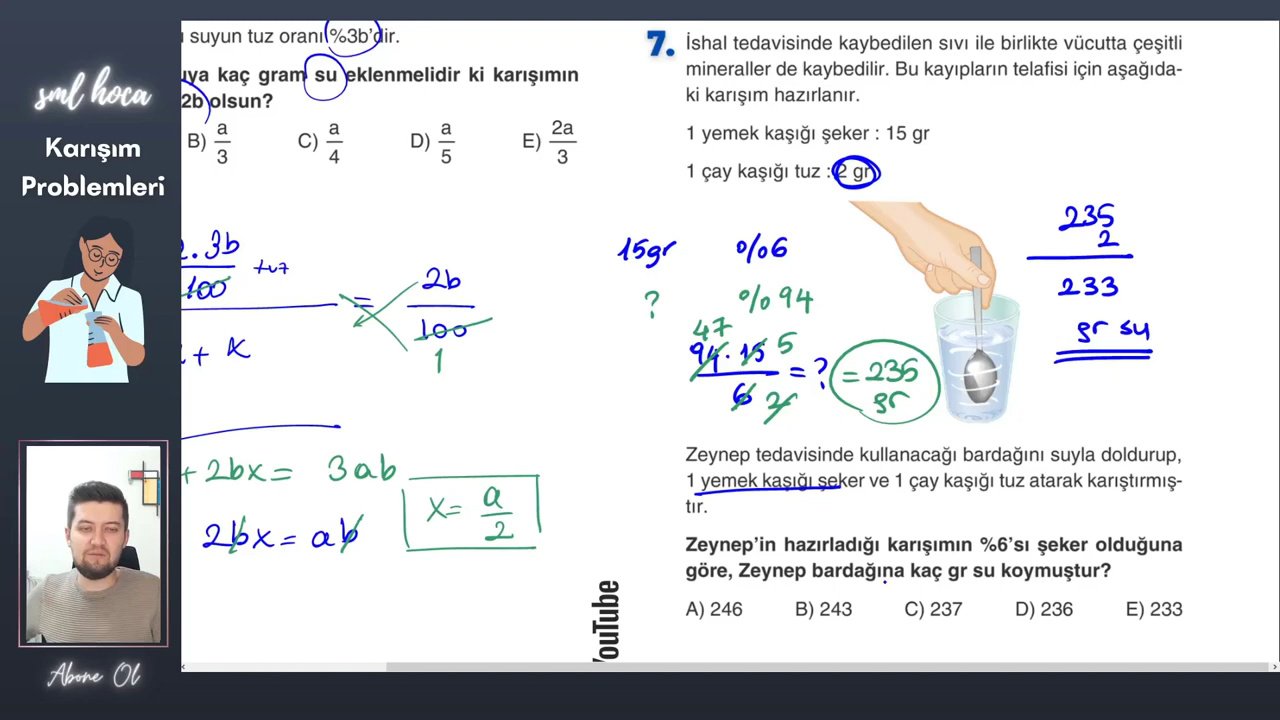 sml hoca
Karışım
Problemleri
Abone Ol
suyun tuz oranı %3b'dir.
uya kaç gram su eklenmelidir ki karışımın
2b olsun?
B) a/3 C) a/4 D) a/5 E) 2a/3
. 3b
100
tuz
+ x
=
2b
100
1
+ 2bx = 3ab
2bx = ab
x = a/2
YouTube
7. İshal tedavisinde kaybedilen sıvı ile birlikte vücutta çeşitli
mineraller de kaybedilir. Bu kayıpların telafisi için aşağıda-
ki karışım hazırlanır.
1 yemek kaşığı şeker : 15 gr
1 çay kaşığı tuz : 2 gr
15gr %6
? %94
47
94 . 15 5
6 2
= ? = 235
gr
235
2
233
gr su
Zeynep tedavisinde kullanacağı bardağını suyla doldurup,
1 yemek kaşığı şeker ve 1 çay kaşığı tuz atarak karıştırmış-
tır.
Zeynep'in hazırladığı karışımın %6'sı şeker olduğuna
göre, Zeynep bardağına kaç gr su koymuştur?
A) 246 B) 243 C) 237 D) 236 E) 233